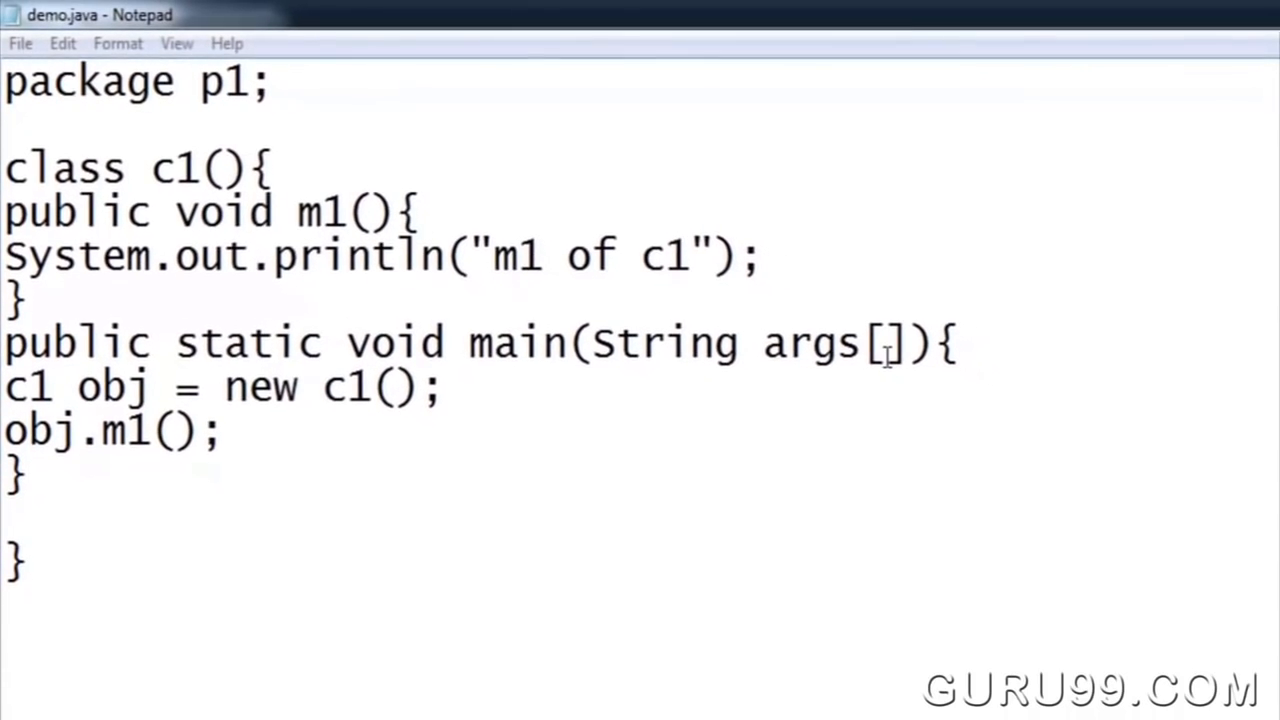 demo.java - Notepad
File Edit Format View Help
package p1;
class c1(){
public void m1(){
System.out.println("m1 of c1");
}
public static void main(String args[]){
c1 obj = new c1();
obj.m1();
}
}
GURU99.COM